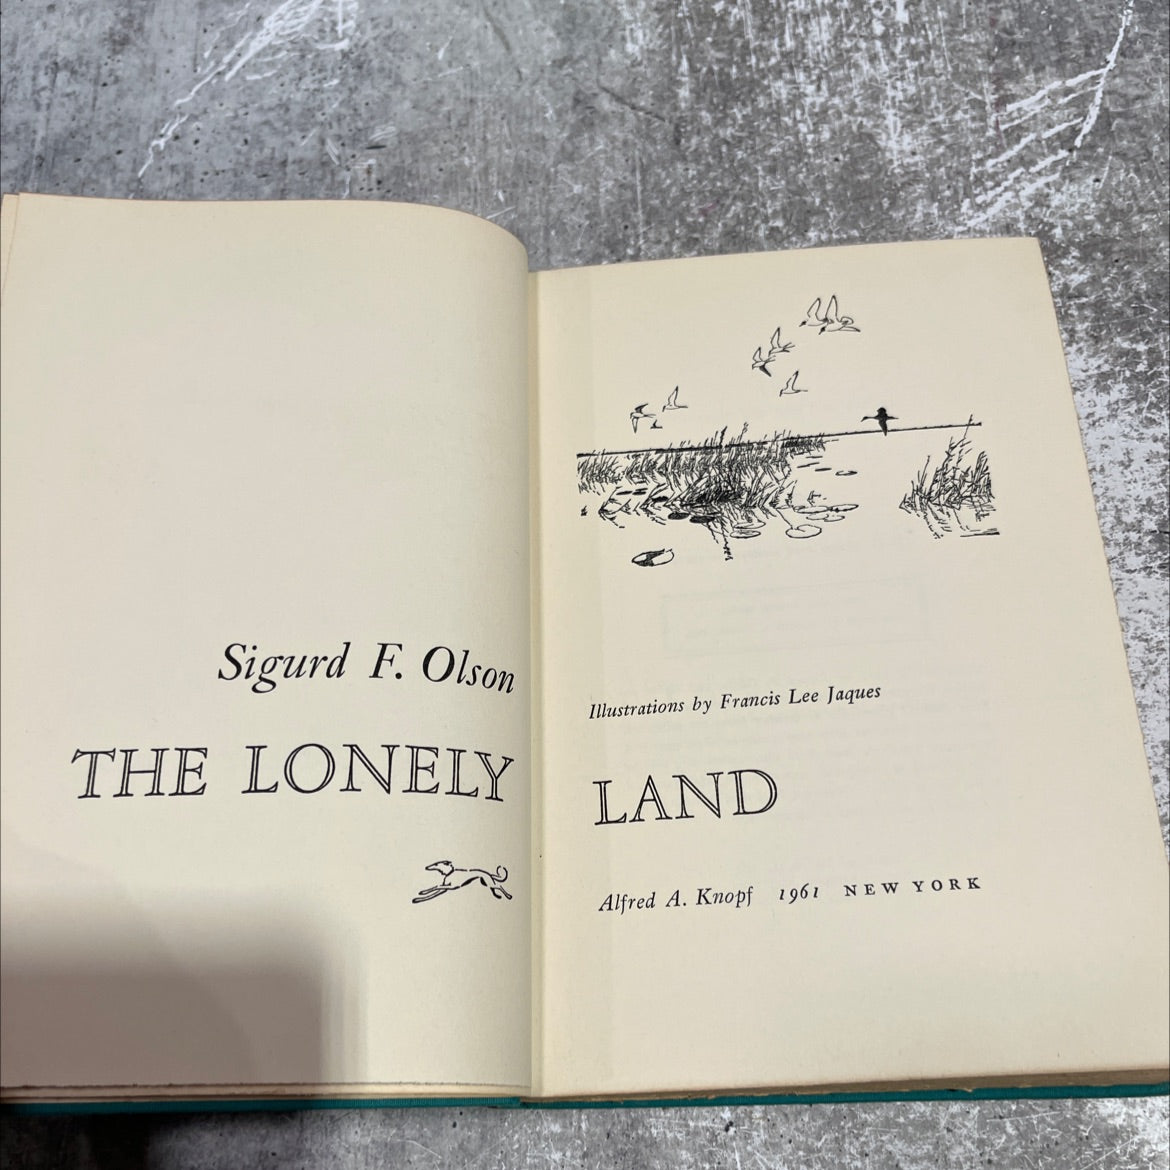 Sigurd F. Olson
THE LONELY
Illustrations by Francis Lee Jaques
LAND
Alfred A. Knopf 1961 NEW YORK